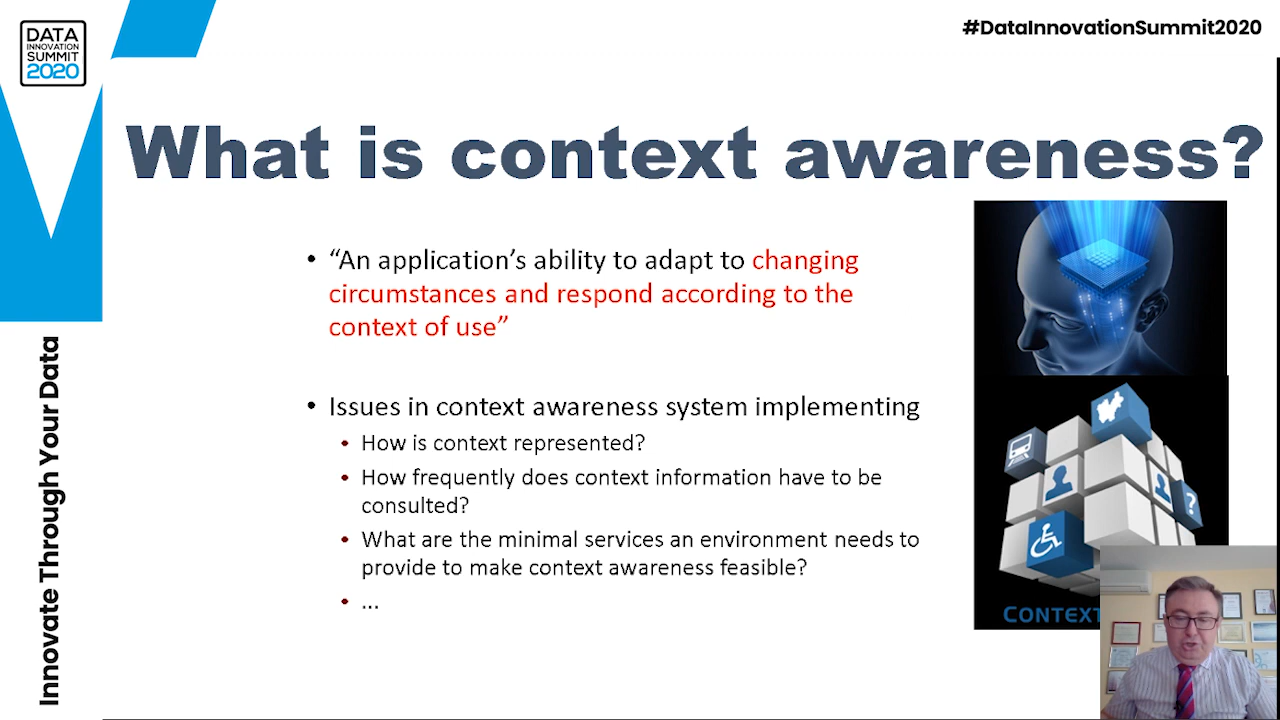 DATA
INNOVATION
SUMMIT
2020
#DataInnovationSummit2020
What is context awareness?
• “An application’s ability to adapt to changing
circumstances and respond according to the
context of use”
• Issues in context awareness system implementing
• How is context represented?
• How frequently does context information have to be
consulted?
• What are the minimal services an environment needs to
provide to make context awareness feasible?
• ...
?
CONTEXT
Innovate Through Your Data